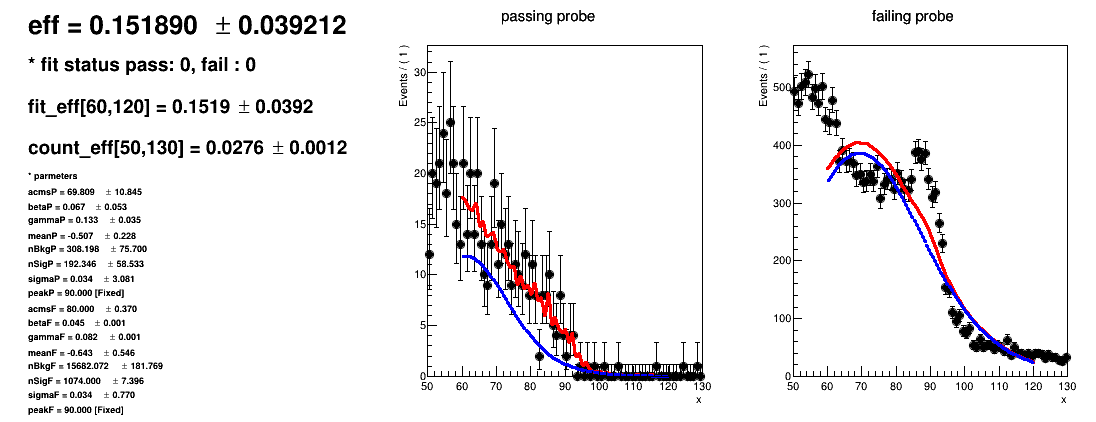 eff = 0.151890 ± 0.039212
* fit status pass: 0, fail : 0
fit_eff[60,120] = 0.1519 ± 0.0392
count_eff[50,130] = 0.0276 ± 0.0012
* parmeters
acmsP = 69.809 ± 10.845
betaP = 0.067 ± 0.053
gammaP = 0.133 ± 0.035
meanP = -0.507 ± 0.228
nBkgP = 308.198 ± 75.700
nSigP = 192.346 ± 58.533
sigmaP = 0.034 ± 3.081
peakP = 90.000 [Fixed]
acmsF = 80.000 ± 0.370
betaF = 0.045 ± 0.001
gammaF = 0.082 ± 0.001
meanF = -0.643 ± 0.546
nBkgF = 15682.072 ± 181.769
nSigF = 1074.000 ± 7.396
sigmaF = 0.034 ± 0.770
peakF = 90.000 [Fixed]
passing probe
Events / ( 1 )
30
25
20
15
10
5
0
50 60 70 80 90 100 110 120 130
x
failing probe
Events / ( 1 )
500
400
300
200
100
0
50 60 70 80 90 100 110 120 130
x